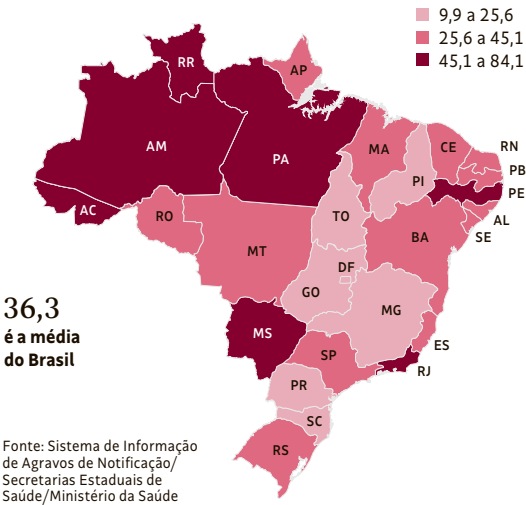 9,9 a 25,6
25,6 a 45,1
45,1 a 84,1
RR
AP
AM
PA
MA
CE
RN
PB
PI
PE
AC
RO
TO
AL
SE
BA
MT
DF
GO
MG
36,3
é a média
do Brasil
MS
SP
ES
RJ
PR
SC
RS
Fonte: Sistema de Informação
de Agravos de Notificação/
Secretarias Estaduais de
Saúde/Ministério da Saúde